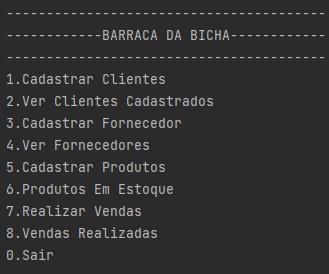 ----------------------------------------
------------BARRACA DA BICHA------------
----------------------------------------
1.Cadastrar Clientes
2.Ver Clientes Cadastrados
3.Cadastrar Fornecedor
4.Ver Fornecedores
5.Cadastrar Produtos
6.Produtos Em Estoque
7.Realizar Vendas
8.Vendas Realizadas
0.Sair